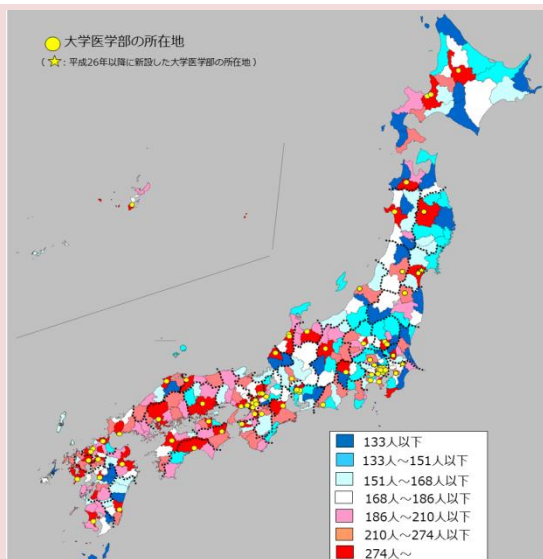 大学医学部の所在地
（☆：平成26年以降に新設した大学医学部の所在地）
133人以下
133人～151人以下
151人～168人以下
168人～186人以下
186人～210人以下
210人～274人以下
274人～